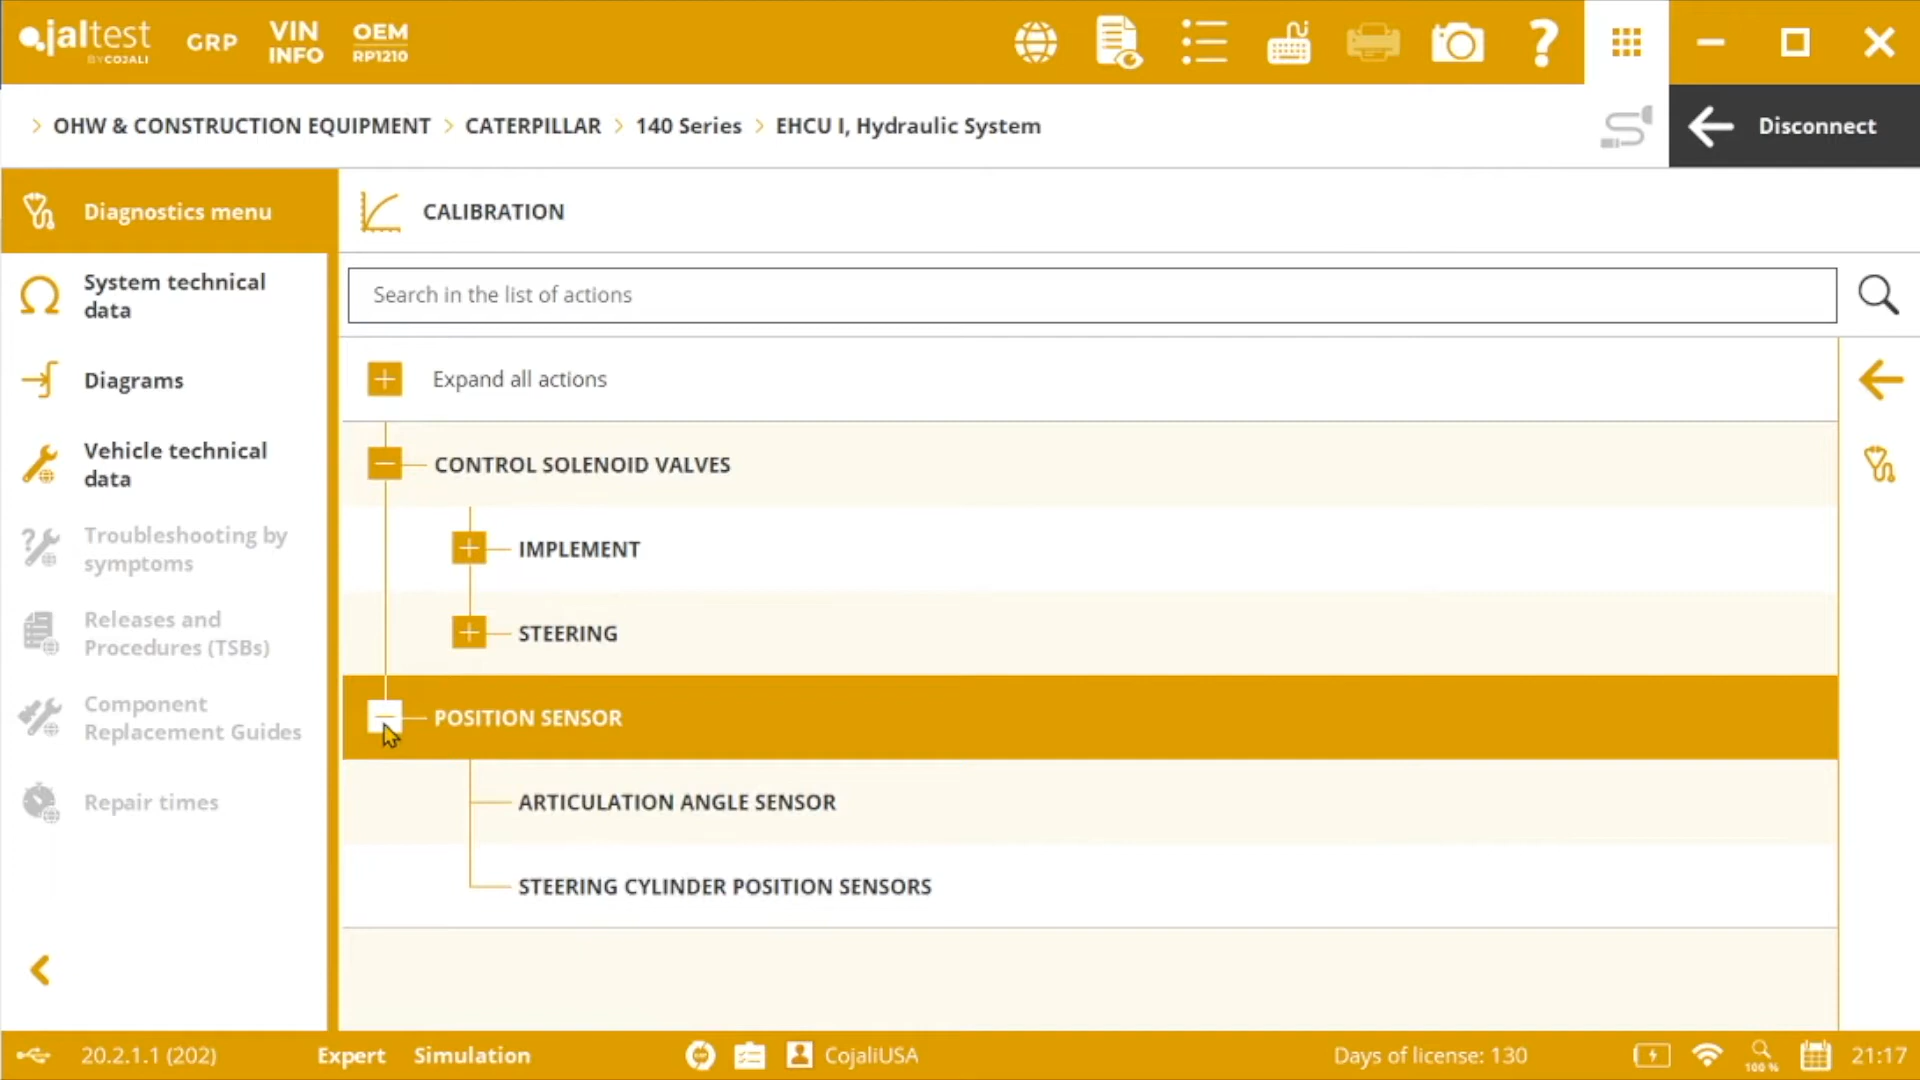 jaltest
BY COJALI
GRP
VIN
INFO
OEM
RP1210
?
> OHW & CONSTRUCTION EQUIPMENT > CATERPILLAR > 140 Series > EHCU I, Hydraulic System
Disconnect
Diagnostics menu
System technical
data
Diagrams
Vehicle technical
data
Troubleshooting by
symptoms
Releases and
Procedures (TSBs)
Component
Replacement Guides
Repair times
CALIBRATION
Search in the list of actions
Expand all actions
CONTROL SOLENOID VALVES
IMPLEMENT
STEERING
POSITION SENSOR
ARTICULATION ANGLE SENSOR
STEERING CYLINDER POSITION SENSORS
20.2.1.1 (202)
Expert
Simulation
CojaliUSA
Days of license: 130
100 %
21:17